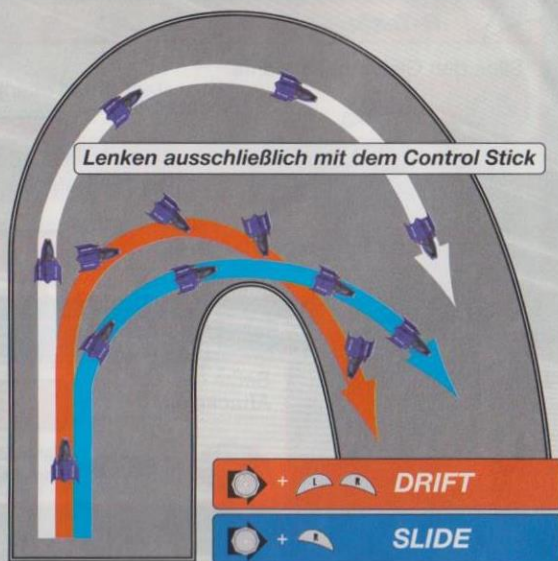 Lenken ausschließlich mit dem Control Stick
+ L R DRIFT
+ R SLIDE